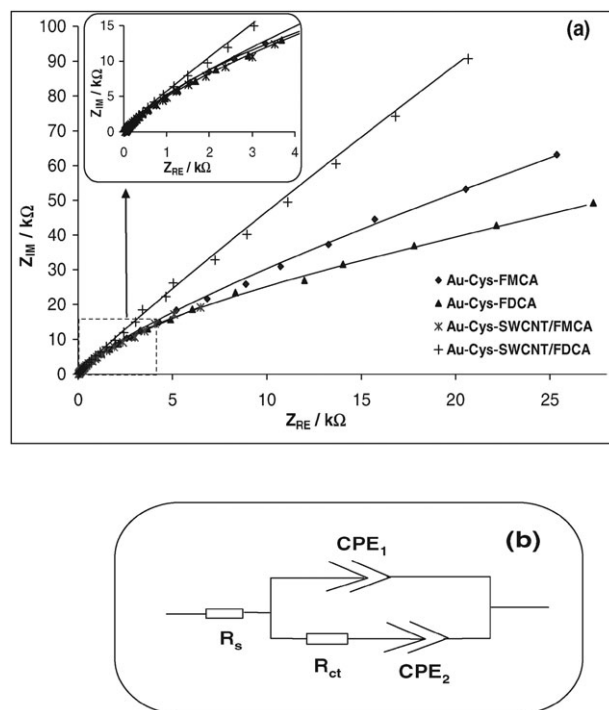 (a)
100
90
80
70
60
50
40
30
20
10
0
Z_IM / kΩ
0 5 10 15 20 25
Z_RE / kΩ
15
10
5
0
Z_IM / kΩ
0 1 2 3 4
Z_RE / kΩ
Au-Cys-FMCA
Au-Cys-FDCA
Au-Cys-SWCNT/FMCA
Au-Cys-SWCNT/FDCA
(b)
CPE₁
R_s
R_ct
CPE₂